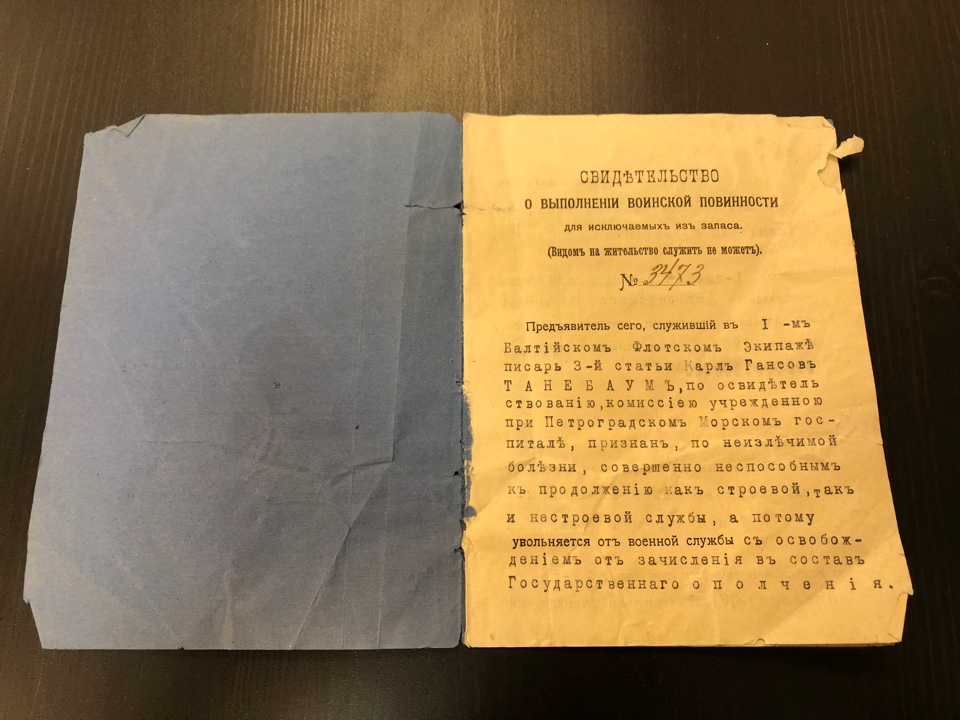 СВИДѢТЕЛЬСТВО
О ВЫПОЛНЕНІИ ВОИНСКОЙ ПОВИННОСТИ
для исключаемыхъ изъ запаса.
(Видомъ на жительство служить не можетъ).
№ 3473
Предъявитель сего, служившій въ I -мъ
Балтійскомъ Флотскомъ Экипажѣ
писарь 3-й статьи Карлъ Гансовъ
ТАНЕБАУМЪ, по освидѣтель
ствованію, комиссіею учрежденною
при Петроградскомъ Морскомъ гос-
питалѣ, признанъ, по неизлѣчимой
болѣзни, совершенно неспособнымъ
къ продолженію какъ строевой, такъ
и нестроевой службы, а потому
увольняется отъ военной службы съ освобож-
деніемъ отъ зачисленія въ составъ
Государственнаго ополченія.